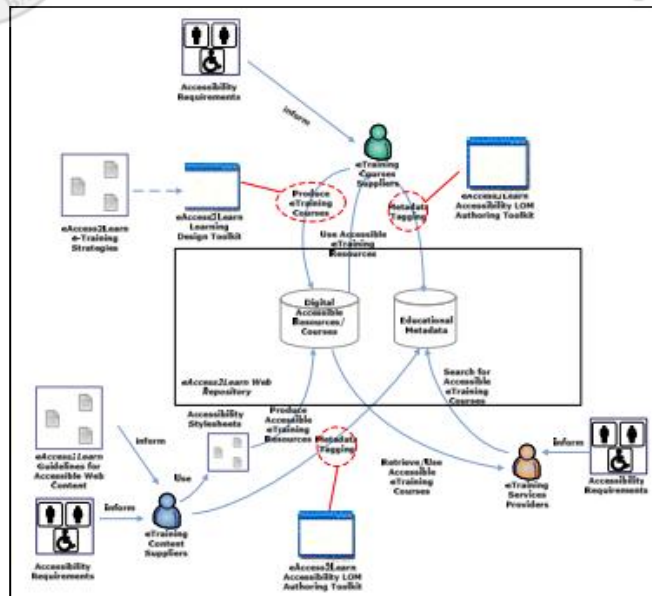 Accessibility
Requirements
inform
eTraining
Courses
Suppliers
eAccess2Learn
e-Training
Strategies
eAccess2Learn
Learning
Design Toolkit
Produce
eTraining
Courses
Metadata
Tagging
eAccess2Learn
Accessibility LOM
Authoring Toolkit
Use Accessible
eTraining
Resources
Digital
Accessible
Resources/
Courses
Educational
Metadata
eAccess2Learn Web
Repository
Search for
Accessible
eTraining
Courses
Accessibility
Stylesheets
Produce
Accessible
eTraining
Resources
Metadata
Tagging
Retrieve/Use
Accessible
eTraining
Courses
eAccess2Learn
Guidelines for
Accessible Web
Content
inform
Use
inform
eTraining
Content
Suppliers
Accessibility
Requirements
eAccess2Learn
Accessibility LOM
Authoring Toolkit
eTraining
Services
Providers
inform
Accessibility
Requirements